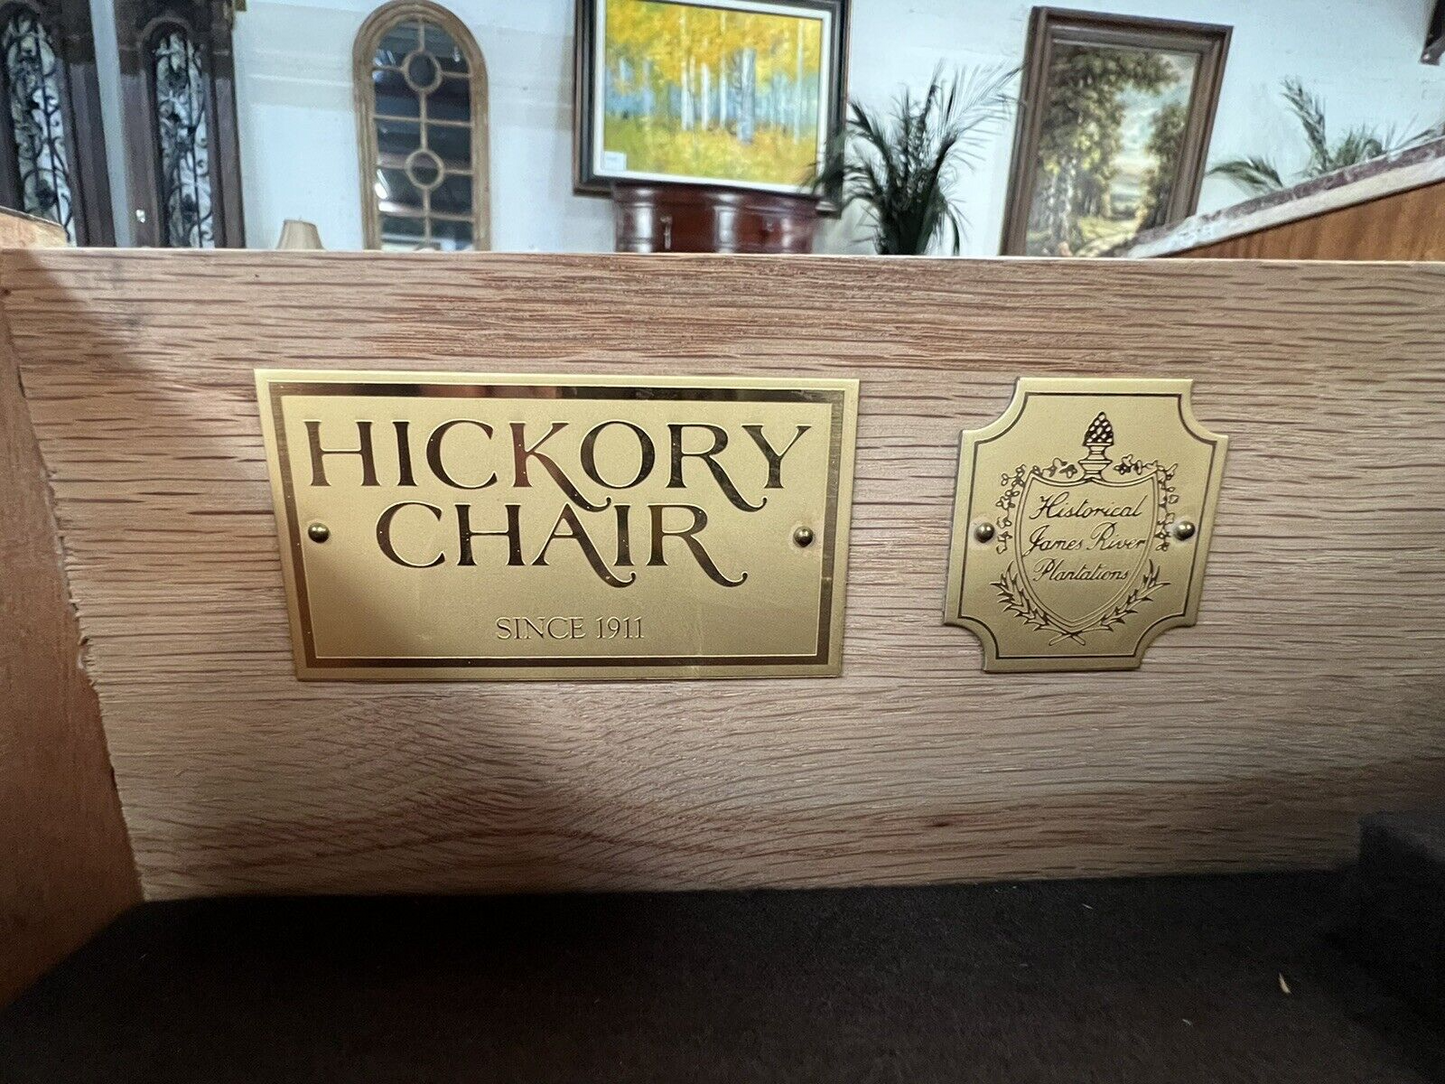 HICKORY
CHAIR
SINCE 1911
Historical
James River
Plantations